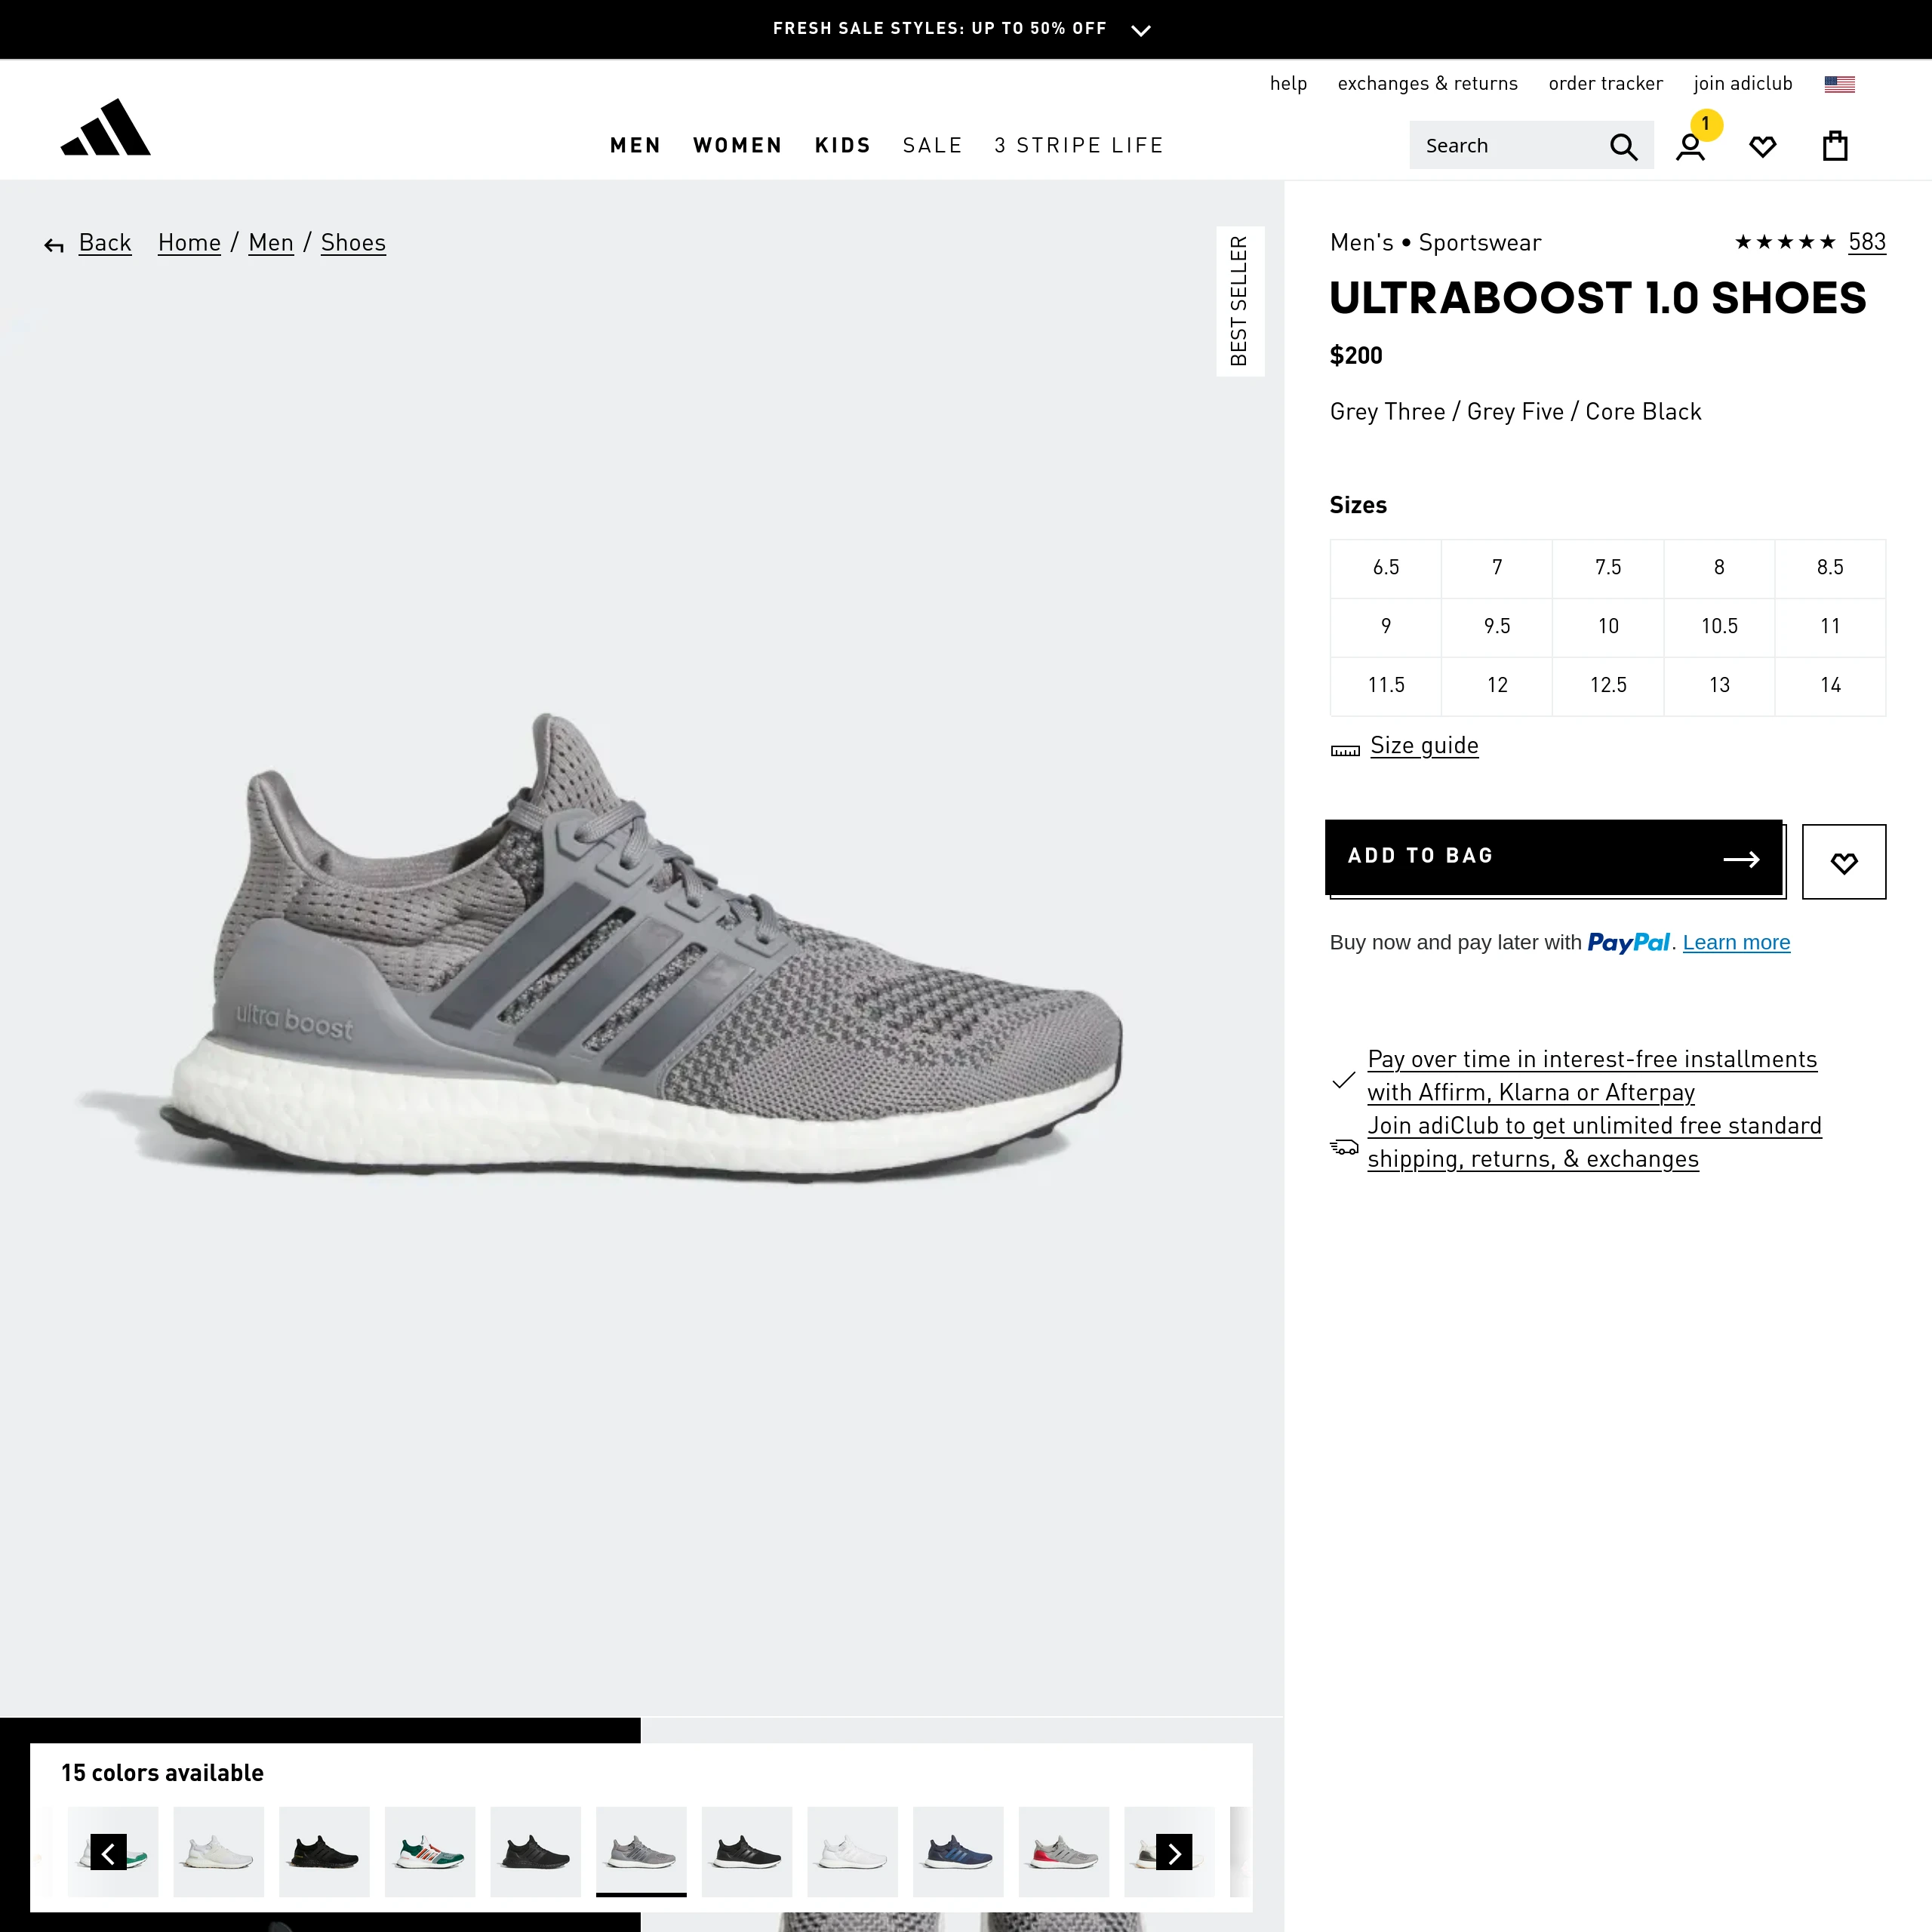 FRESH SALE STYLES: UP TO 50% OFF
help exchanges & returns order tracker join adiclub
MEN WOMEN KIDS SALE 3 STRIPE LIFE
Search
1
Back Home / Men / Shoes
BEST SELLER
Men's • Sportswear
583
ULTRABOOST 1.0 SHOES
$200
Grey Three / Grey Five / Core Black
Sizes
6.5 7 7.5 8 8.5
9 9.5 10 10.5 11
11.5 12 12.5 13 14
Size guide
ADD TO BAG
Buy now and pay later with PayPal. Learn more
Pay over time in interest-free installments
with Affirm, Klarna or Afterpay
Join adiClub to get unlimited free standard
shipping, returns, & exchanges
ultra boost
15 colors available